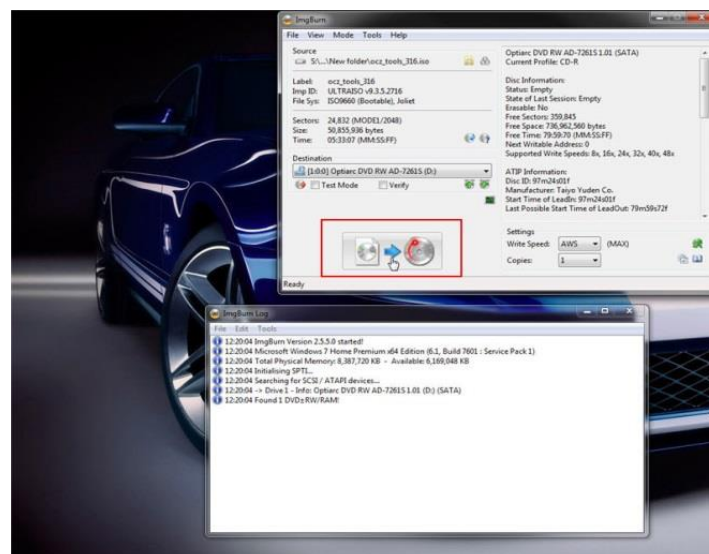 ImgBurn
File View Mode Tools Help
Source
S:\...\New folder\ocz_tools_316.iso
Label: ocz_tools_316
Imp ID: ULTRAISO v9.3.5.2716
File Sys: ISO9660 (Bootable), Joliet
Sectors: 24,832 (MODE1/2048)
Size: 50,855,936 bytes
Time: 05:33:07 (MM:SS:FF)
Destination
[1:0:0] Optiarc DVD RW AD-7261S (D:)
Test Mode Verify
Optiarc DVD RW AD-7261S 1.01 (SATA)
Current Profile: CD-R
Disc Information:
Status: Empty
State of Last Session: Empty
Erasable: No
Free Sectors: 359,845
Free Space: 736,962,560 bytes
Free Time: 79:59:70 (MM:SS:FF)
Next Writable Address: 0
Supported Write Speeds: 8x, 16x, 24x, 32x, 40x, 48x
ATIP Information:
Disc ID: 97m24s01f
Manufacturer: Taiyo Yuden Co.
Start Time of LeadIn: 97m24s01f
Last Possible Start Time of LeadOut: 79m59s72f
Settings
Write Speed: AWS (MAX)
Copies: 1
Ready
ImgBurn Log
File Edit Tools
12:20:04 ImgBurn Version 2.5.5.0 started!
12:20:04 Microsoft Windows 7 Home Premium x64 Edition (6.1, Build 7601 : Service Pack 1)
12:20:04 Total Physical Memory: 8,387,720 KB - Available: 6,169,048 KB
12:20:04 Initialising SPTI...
12:20:04 Searching for SCSI / ATAPI devices...
12:20:04 -> Drive 1 - Info: Optiarc DVD RW AD-7261S 1.01 (D:) (SATA)
12:20:04 Found 1 DVD±RW/RAM!